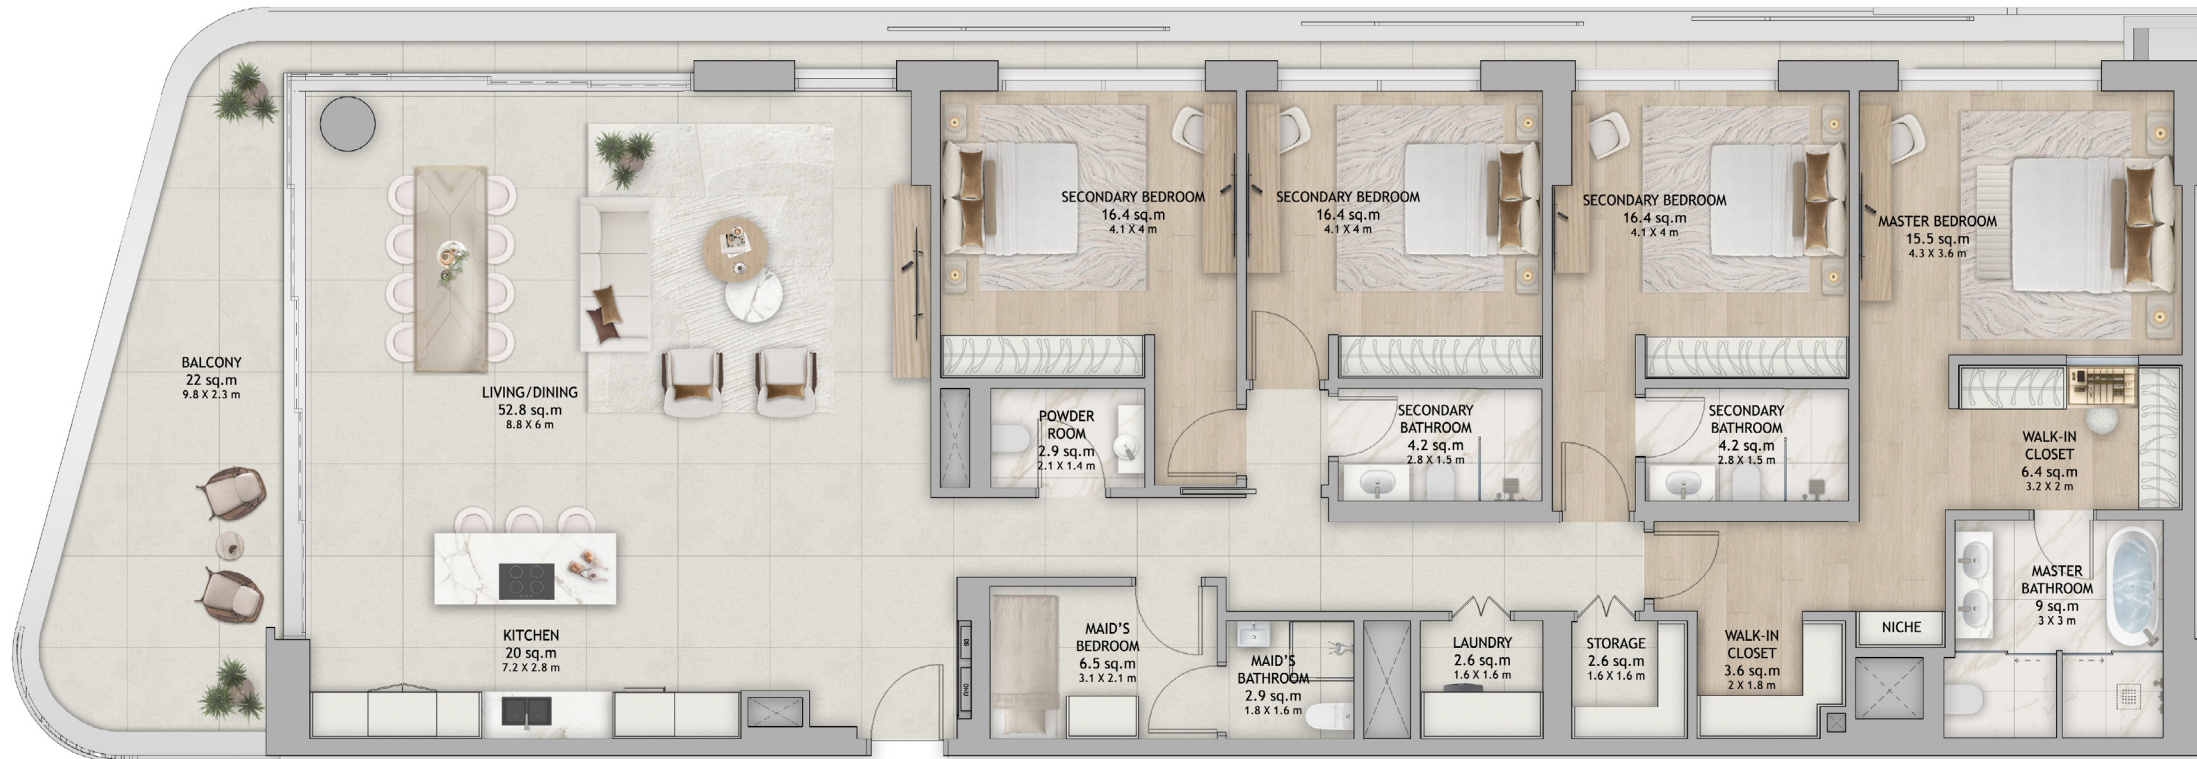 BALCONY
22 sq.m
9.8 X 2.3 m
LIVING/DINING
52.8 sq.m
8.8 X 6 m
KITCHEN
20 sq.m
7.2 X 2.8 m
SECONDARY BEDROOM
16.4 sq.m
4.1 X 4 m
SECONDARY BEDROOM
16.4 sq.m
4.1 X 4 m
SECONDARY BEDROOM
16.4 sq.m
4.1 X 4 m
MASTER BEDROOM
15.5 sq.m
4.3 X 3.6 m
POWDER
ROOM
2.9 sq.m
2.1 X 1.4 m
SECONDARY
BATHROOM
4.2 sq.m
2.8 X 1.5 m
SECONDARY
BATHROOM
4.2 sq.m
2.8 X 1.5 m
WALK-IN
CLOSET
6.4 sq.m
3.2 X 2 m
MASTER
BATHROOM
9 sq.m
3 X 3 m
MAID'S
BEDROOM
6.5 sq.m
3.1 X 2.1 m
MAID'S
BATHROOM
2.9 sq.m
1.8 X 1.6 m
LAUNDRY
2.6 sq.m
1.6 X 1.6 m
STORAGE
2.6 sq.m
1.6 X 1.6 m
WALK-IN
CLOSET
3.6 sq.m
2 X 1.8 m
NICHE
DB